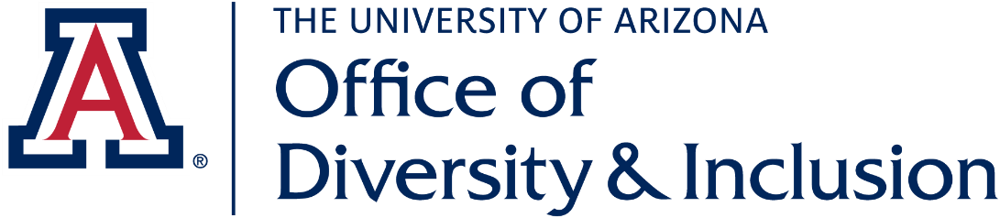 A®
THE UNIVERSITY OF ARIZONA
Office of
Diversity & Inclusion